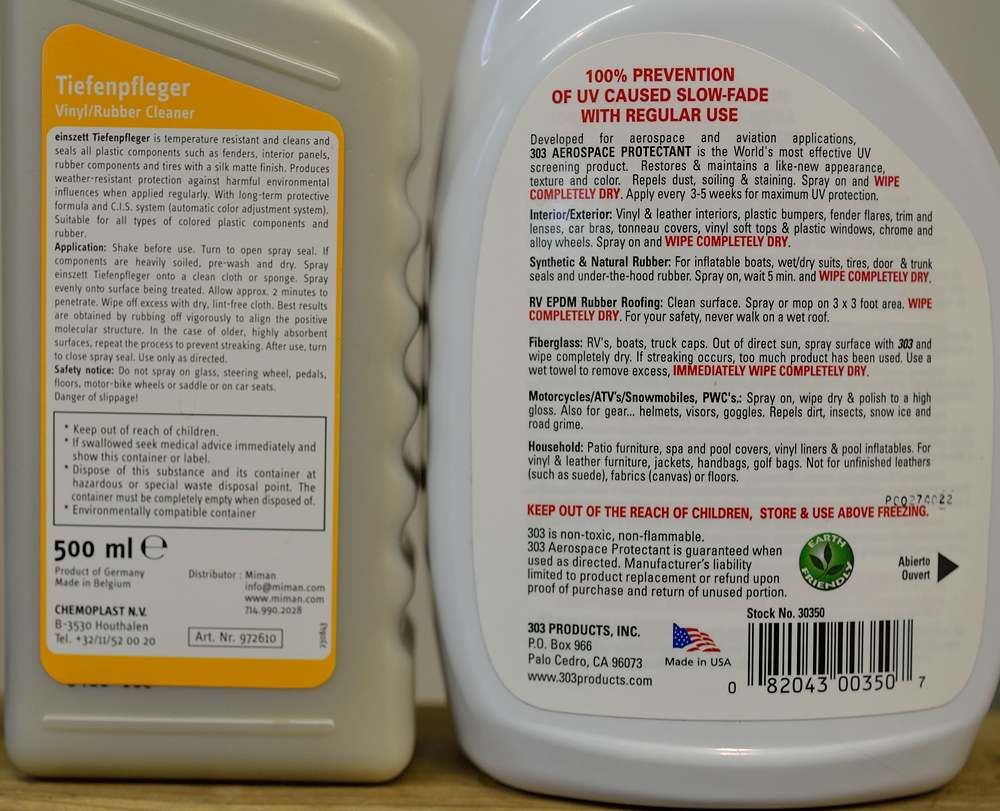 Tiefenpfleger
Vinyl/Rubber Cleaner
einszett Tiefenpfleger is temperature resistant and cleans and
seals all plastic components such as fenders, interior panels,
rubber components and tires with a silk matte finish. Produces
weather-resistant protection against harmful environmental
influences when applied regularly. With long-term protective
formula and C.I.S. system (automatic color adjustment system).
Suitable for all types of colored plastic components and
rubber.
Application: Shake before use. Turn to open spray seal. If
components are heavily soiled, pre-wash and dry. Spray
einszett Tiefenpfleger onto a clean cloth or sponge. Spray
evenly onto surface being treated. Allow approx. 2 minutes to
penetrate. Wipe off excess with dry, lint-free cloth. Best results
are obtained by rubbing off vigorously to align the positive
molecular structure. In the case of older, highly absorbent
surfaces, repeat the process to prevent streaking. After use, turn
to close spray seal. Use only as directed.
Safety notice: Do not spray on glass, steering wheel, pedals,
floors, motor-bike wheels or saddle or on car seats.
Danger of slippage!
* Keep out of reach of children.
* If swallowed seek medical advice immediately and
show this container or label.
* Dispose of this substance and its container at
hazardous or special waste disposal point. The
container must be completely empty when disposed of.
* Environmentally compatible container
500 ml ℮
Product of Germany
Made in Belgium
CHEMOPLAST N.V.
B-3530 Houthalen
Tel. +32/11/52 00 20
Distributor : Miman
info@miman.com
www.miman.com
714.990.2028
Art. Nr. 972610
100% PREVENTION
OF UV CAUSED SLOW-FADE
WITH REGULAR USE
Developed for aerospace and aviation applications,
303 AEROSPACE PROTECTANT is the World's most effective UV
screening product. Restores & maintains a like-new appearance,
texture and color. Repels dust, soiling & staining. Spray on and WIPE
COMPLETELY DRY. Apply every 3-5 weeks for maximum UV protection.
Interior/Exterior: Vinyl & leather interiors, plastic bumpers, fender flares, trim and
lenses, car bras, tonneau covers, vinyl soft tops & plastic windows, chrome and
alloy wheels. Spray on and WIPE COMPLETELY DRY.
Synthetic & Natural Rubber: For inflatable boats, wet/dry suits, tires, door & trunk
seals and under-the-hood rubber. Spray on, wait 5 min. and WIPE COMPLETELY DRY.
RV EPDM Rubber Roofing: Clean surface. Spray or mop on 3 x 3 foot area. WIPE
COMPLETELY DRY. For your safety, never walk on a wet roof.
Fiberglass: RV's, boats, truck caps. Out of direct sun, spray surface with 303 and
wipe completely dry. If streaking occurs, too much product has been used. Use a
wet towel to remove excess, IMMEDIATELY WIPE COMPLETELY DRY.
Motorcycles/ATV's/Snowmobiles, PWC's.: Spray on, wipe dry & polish to a high
gloss. Also for gear... helmets, visors, goggles. Repels dirt, insects, snow ice and
road grime.
Household: Patio furniture, spa and pool covers, vinyl liners & pool inflatables. For
vinyl & leather furniture, jackets, handbags, golf bags. Not for unfinished leathers
(such as suede), fabrics (canvas) or floors.
KEEP OUT OF THE REACH OF CHILDREN, STORE & USE ABOVE FREEZING.
303 is non-toxic, non-flammable.
303 Aerospace Protectant is guaranteed when
used as directed. Manufacturer's liability
limited to product replacement or refund upon
proof of purchase and return of unused portion.
EARTH
FRIENDLY
Abierto
Ouvert
Stock No. 30350
303 PRODUCTS, INC.
P.O. Box 966
Palo Cedro, CA 96073
www.303products.com
Made in USA
0 82043 00350 7